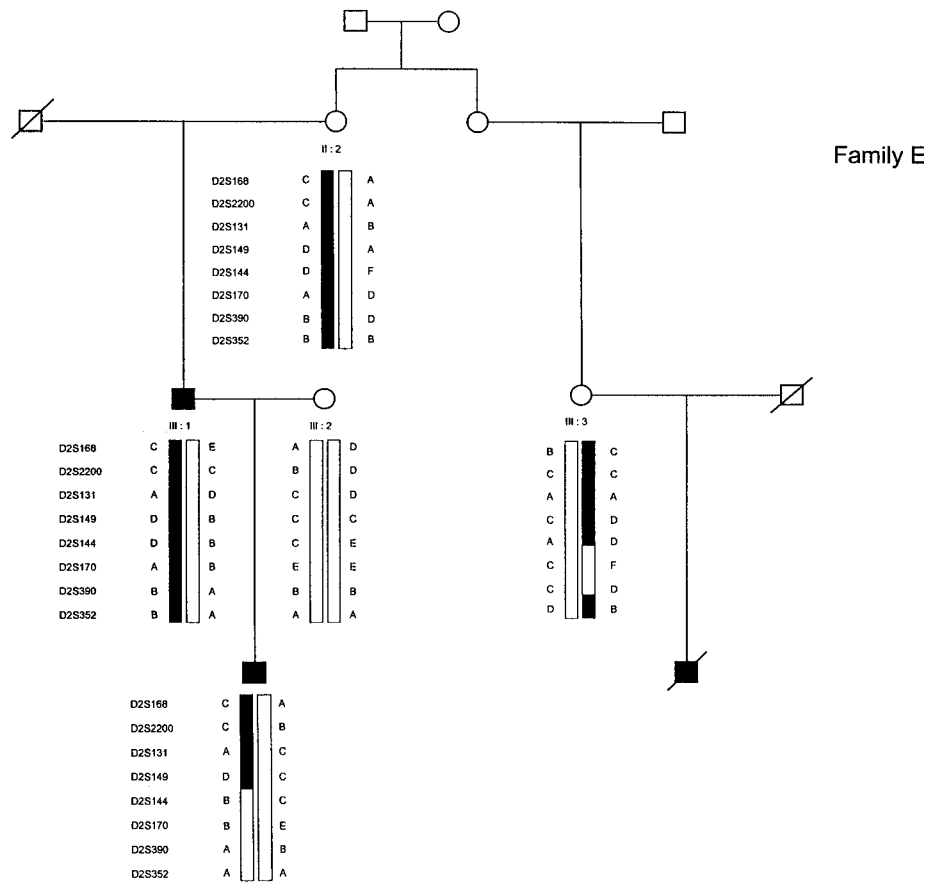 Family E
II : 2
D2S168 C A
D2S2200 C A
D2S131 A B
D2S149 D A
D2S144 D F
D2S170 A D
D2S390 B D
D2S352 B B
III : 1 III : 2 III : 3
D2S168 C E A D B C
D2S2200 C C B D C C
D2S131 A D C D A A
D2S149 D B C C C D
D2S144 D B C E A D
D2S170 A B E E C F
D2S390 B A B B C D
D2S352 B A A A D B
D2S168 C A
D2S2200 C B
D2S131 A C
D2S149 D C
D2S144 B C
D2S170 B E
D2S390 A B
D2S352 A A